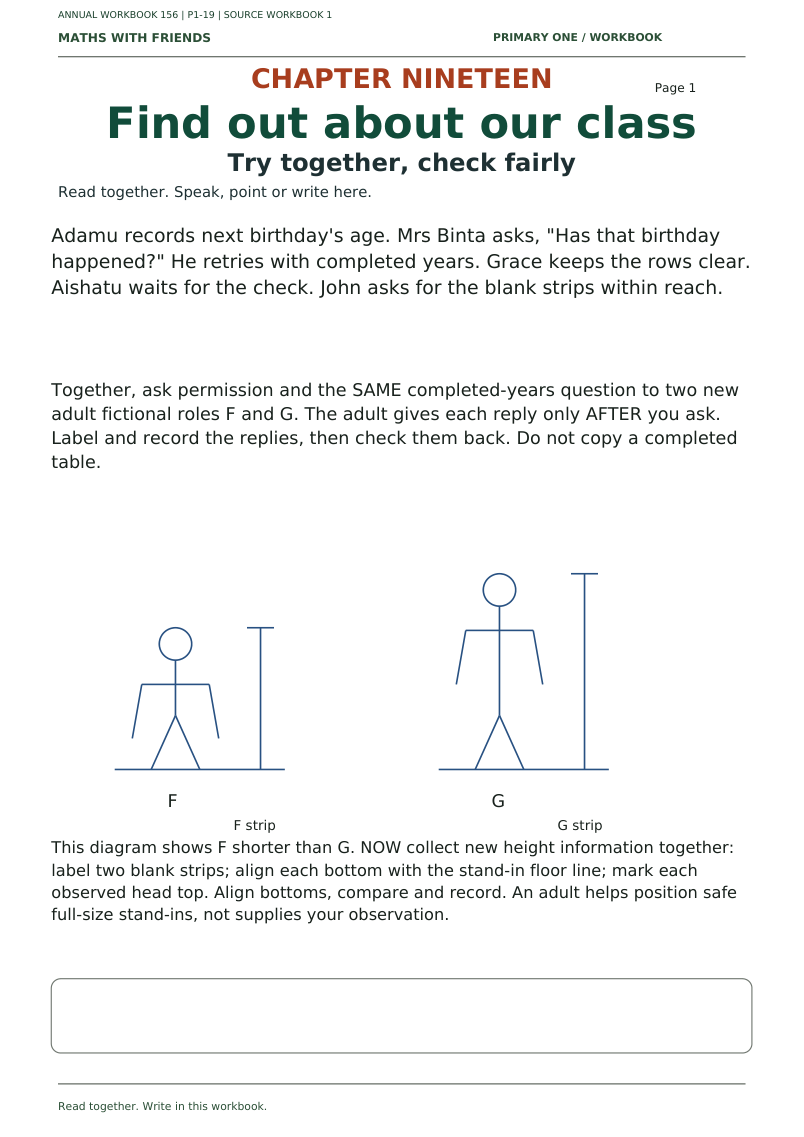 ANNUAL WORKBOOK 156 | P1-19 | SOURCE WORKBOOK 1
MATHS WITH FRIENDS
PRIMARY ONE / WORKBOOK
CHAPTER NINETEEN
Page 1
Find out about our class
Try together, check fairly
Read together. Speak, point or write here.
Adamu records next birthday's age. Mrs Binta asks, "Has that birthday
happened?" He retries with completed years. Grace keeps the rows clear.
Aishatu waits for the check. John asks for the blank strips within reach.
Together, ask permission and the SAME completed-years question to two new
adult fictional roles F and G. The adult gives each reply only AFTER you ask.
Label and record the replies, then check them back. Do not copy a completed
table.
F
G
F strip
G strip
This diagram shows F shorter than G. NOW collect new height information together:
label two blank strips; align each bottom with the stand-in floor line; mark each
observed head top. Align bottoms, compare and record. An adult helps position safe
full-size stand-ins, not supplies your observation.
Read together. Write in this workbook.